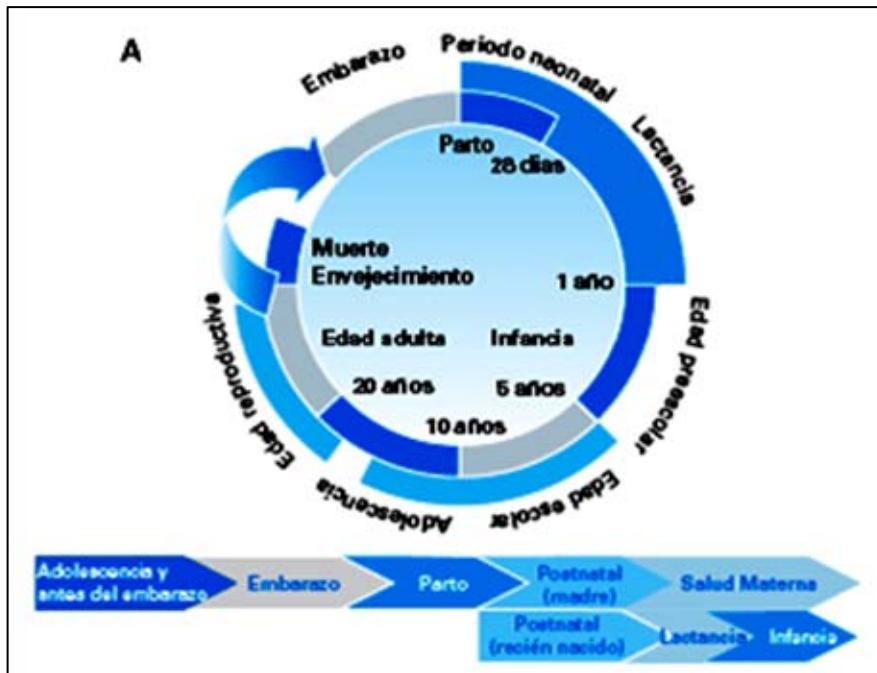 A
Embarazo
Periodo neonatal
Lactancia
Parto
28 dias
Muerte
Envejecimiento
1 año
Edad adulta
Infancia
20 años
5 años
10 años
Edad preescolar
Edad escolar
Adolescencia
Edad reproductiva
Adolescencia y
antes del embarazo
Embarazo
Parto
Postnatal
(madre)
Salud Materna
Postnatal
(recién nacido)
Lactancia
Infancia